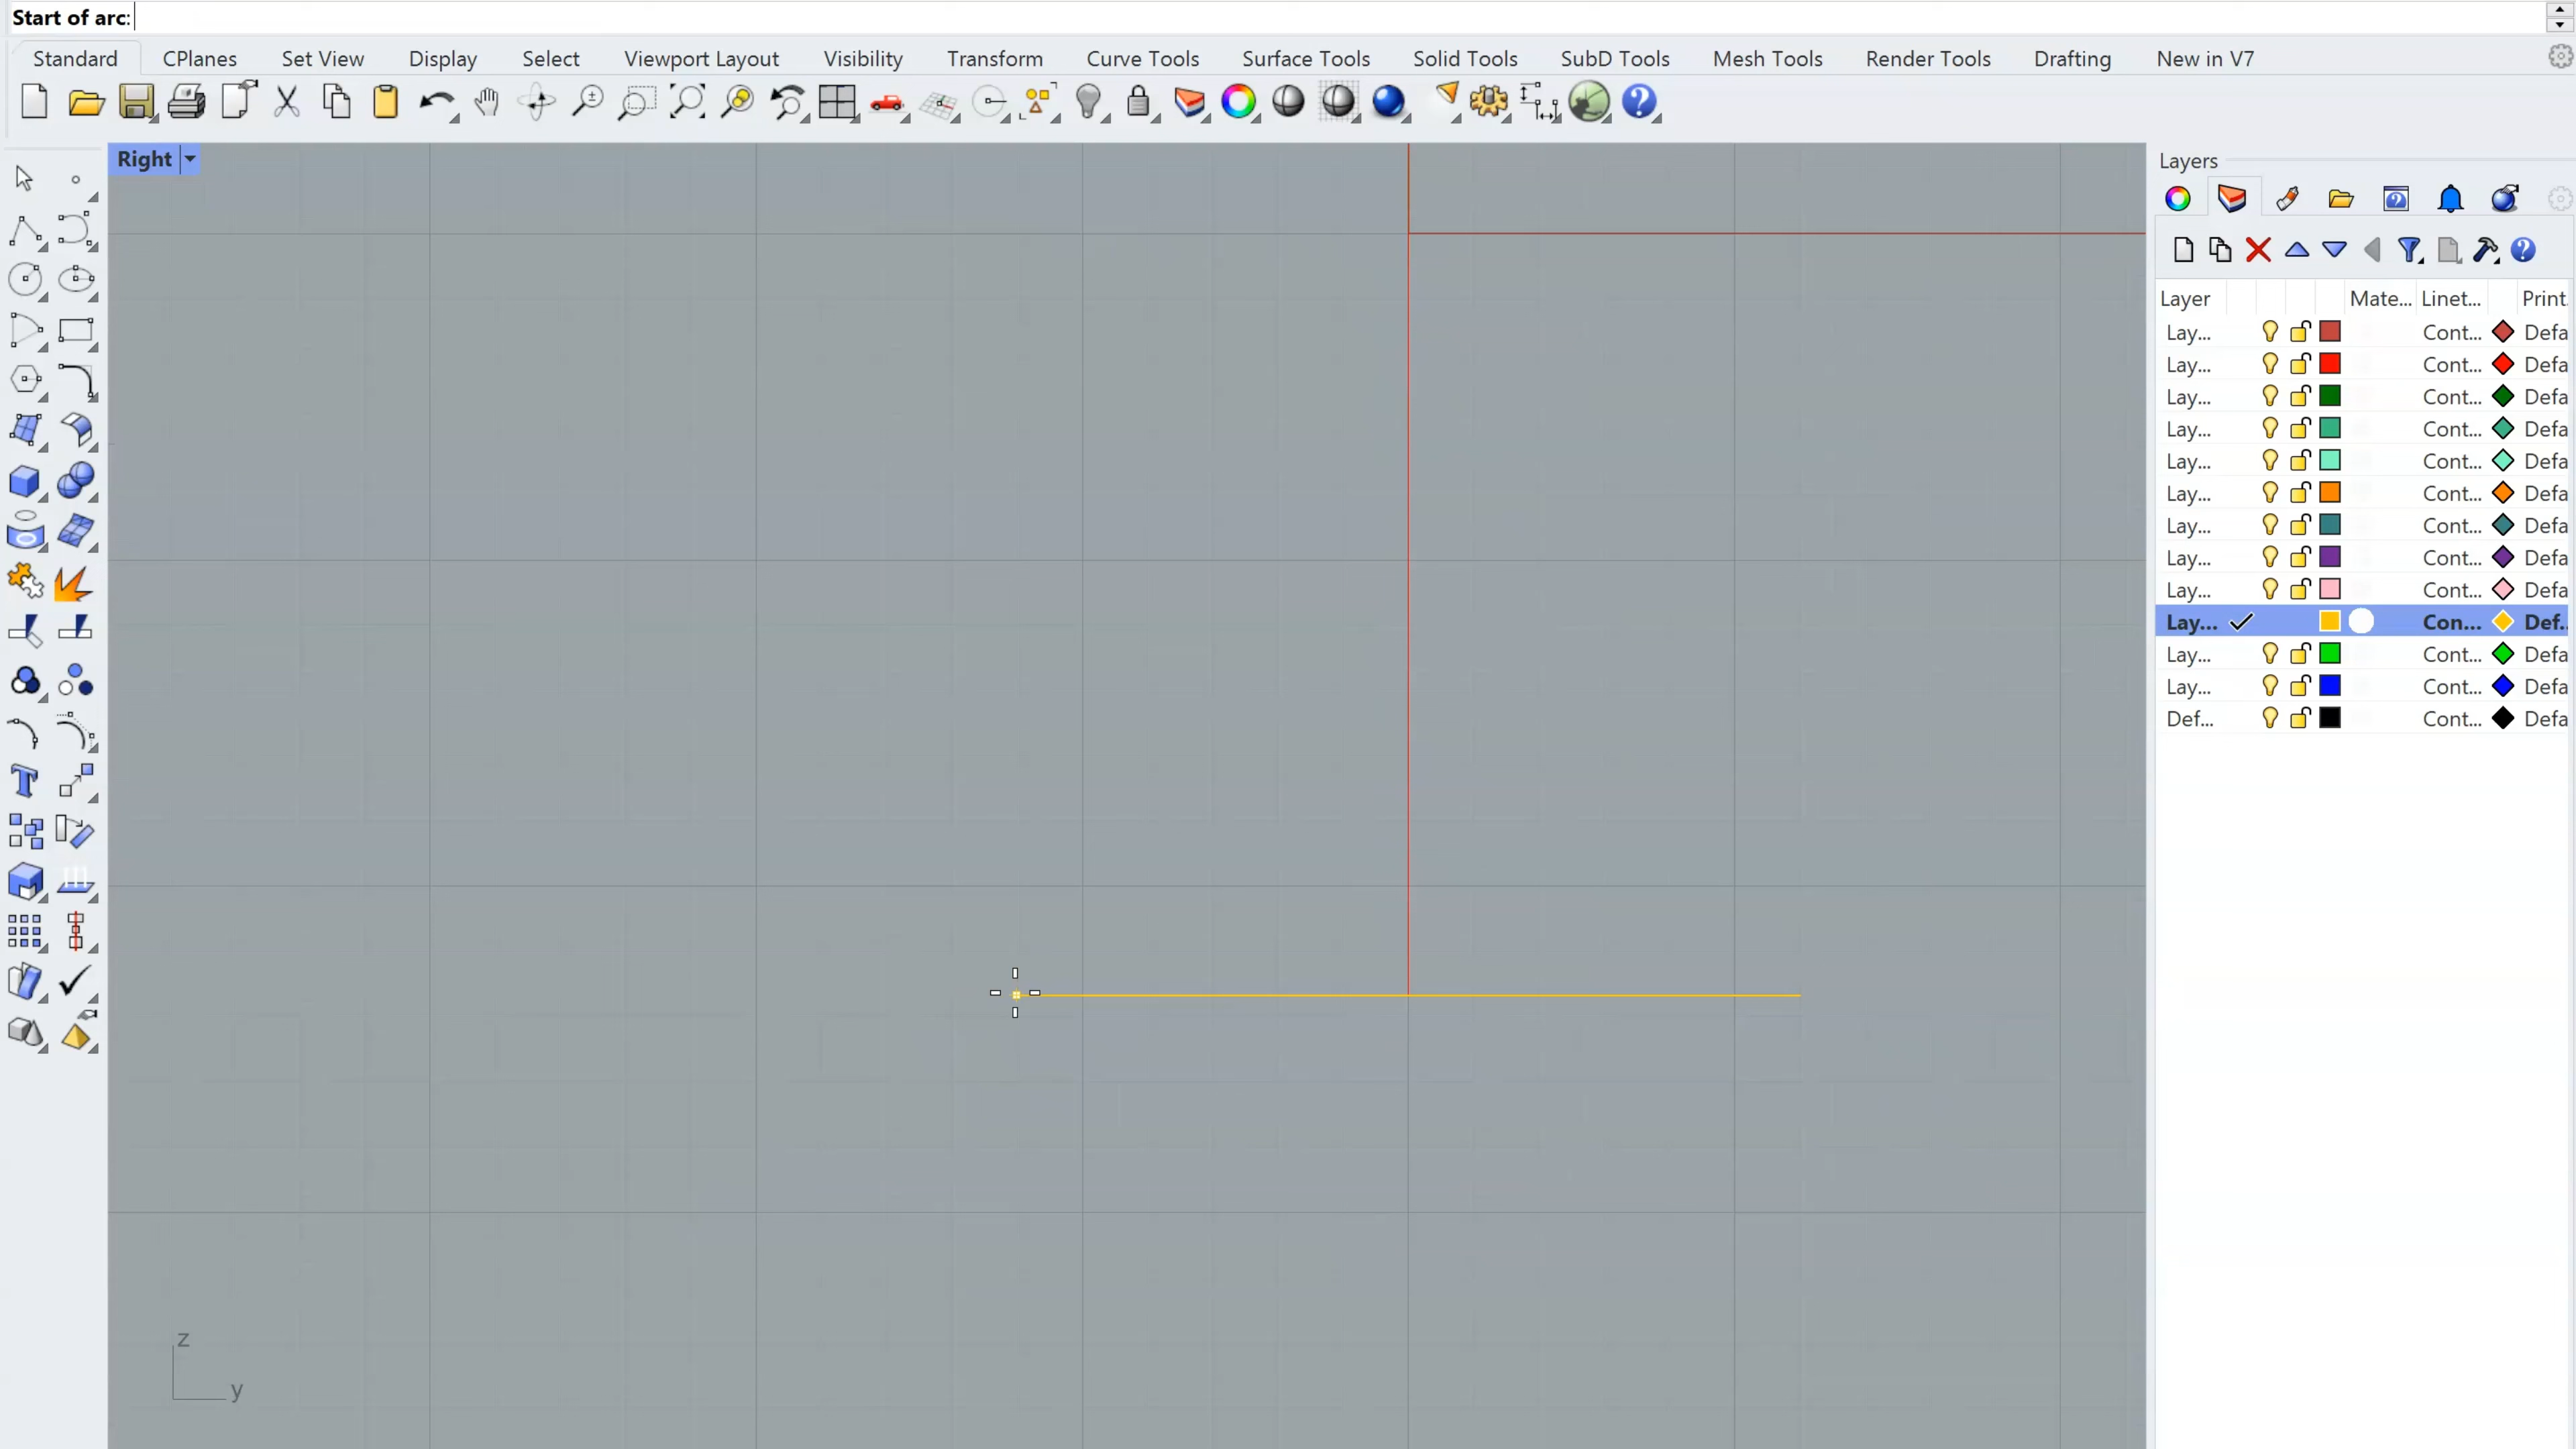 Start of arc:
Standard CPlanes Set View Display Select Viewport Layout Visibility Transform Curve Tools Surface Tools Solid Tools SubD Tools Mesh Tools Render Tools Drafting New in V7
Right
Layers
Layer Mate... Linet... Print
Lay... Cont... Defa
Lay... Cont... Defa
Lay... Cont... Defa
Lay... Cont... Defa
Lay... Cont... Defa
Lay... Cont... Defa
Lay... Cont... Defa
Lay... Cont... Defa
Lay... Cont... Defa
Lay... Con... Def..
Lay... Cont... Defa
Lay... Cont... Defa
Def... Cont... Defa
z
y